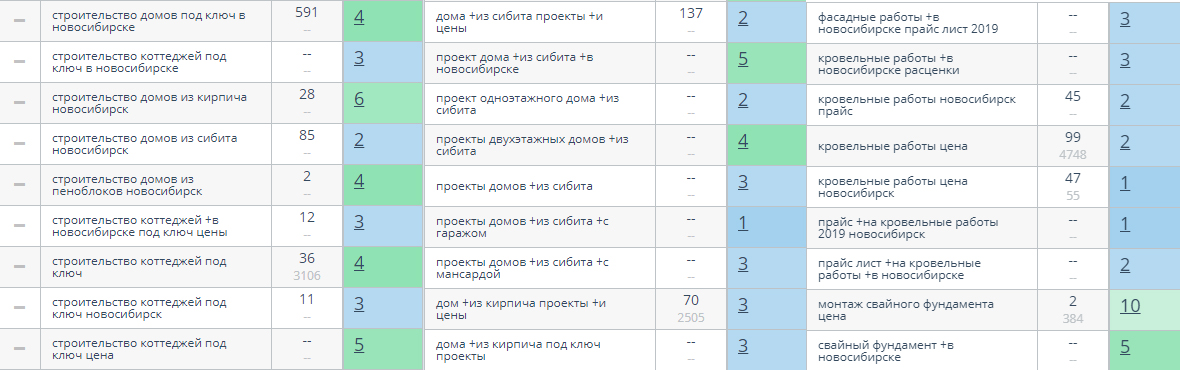 строительство домов под ключ в
новосибирске
591
--
4
строительство коттеджей под
ключ в новосибирске
--
--
3
строительство домов из кирпича
новосибирск
28
--
6
строительство домов из сибита
новосибирск
85
--
2
строительство домов из
пеноблоков новосибирск
2
--
4
строительство коттеджей +в
новосибирске под ключ цены
12
--
3
строительство коттеджей под
ключ
36
3106
4
строительство коттеджей под
ключ новосибирск
11
--
3
строительство коттеджей под
ключ цена
--
--
5
дома +из сибита проекты +и
цены
137
--
2
проект дома +из сибита +в
новосибирске
--
--
5
проект одноэтажного дома +из
сибита
--
--
2
проекты двухэтажных домов +из
сибита
--
--
4
проекты домов +из сибита
--
--
3
проекты домов +из сибита +с
гаражом
--
--
1
проекты домов +из сибита +с
мансардой
--
--
3
дом +из кирпича проекты +и
цены
70
2505
3
дома +из кирпича под ключ
проекты
--
--
3
фасадные работы +в
новосибирске прайс лист 2019
--
--
3
кровельные работы +в
новосибирске расценки
--
--
3
кровельные работы новосибирск
прайс
45
--
2
кровельные работы цена
99
4748
2
кровельные работы цена
новосибирск
47
55
1
прайс +на кровельные работы
2019 новосибирск
--
--
1
прайс лист +на кровельные
работы +в новосибирске
--
--
2
монтаж свайного фундамента
цена
2
384
10
свайный фундамент +в
новосибирске
--
--
5